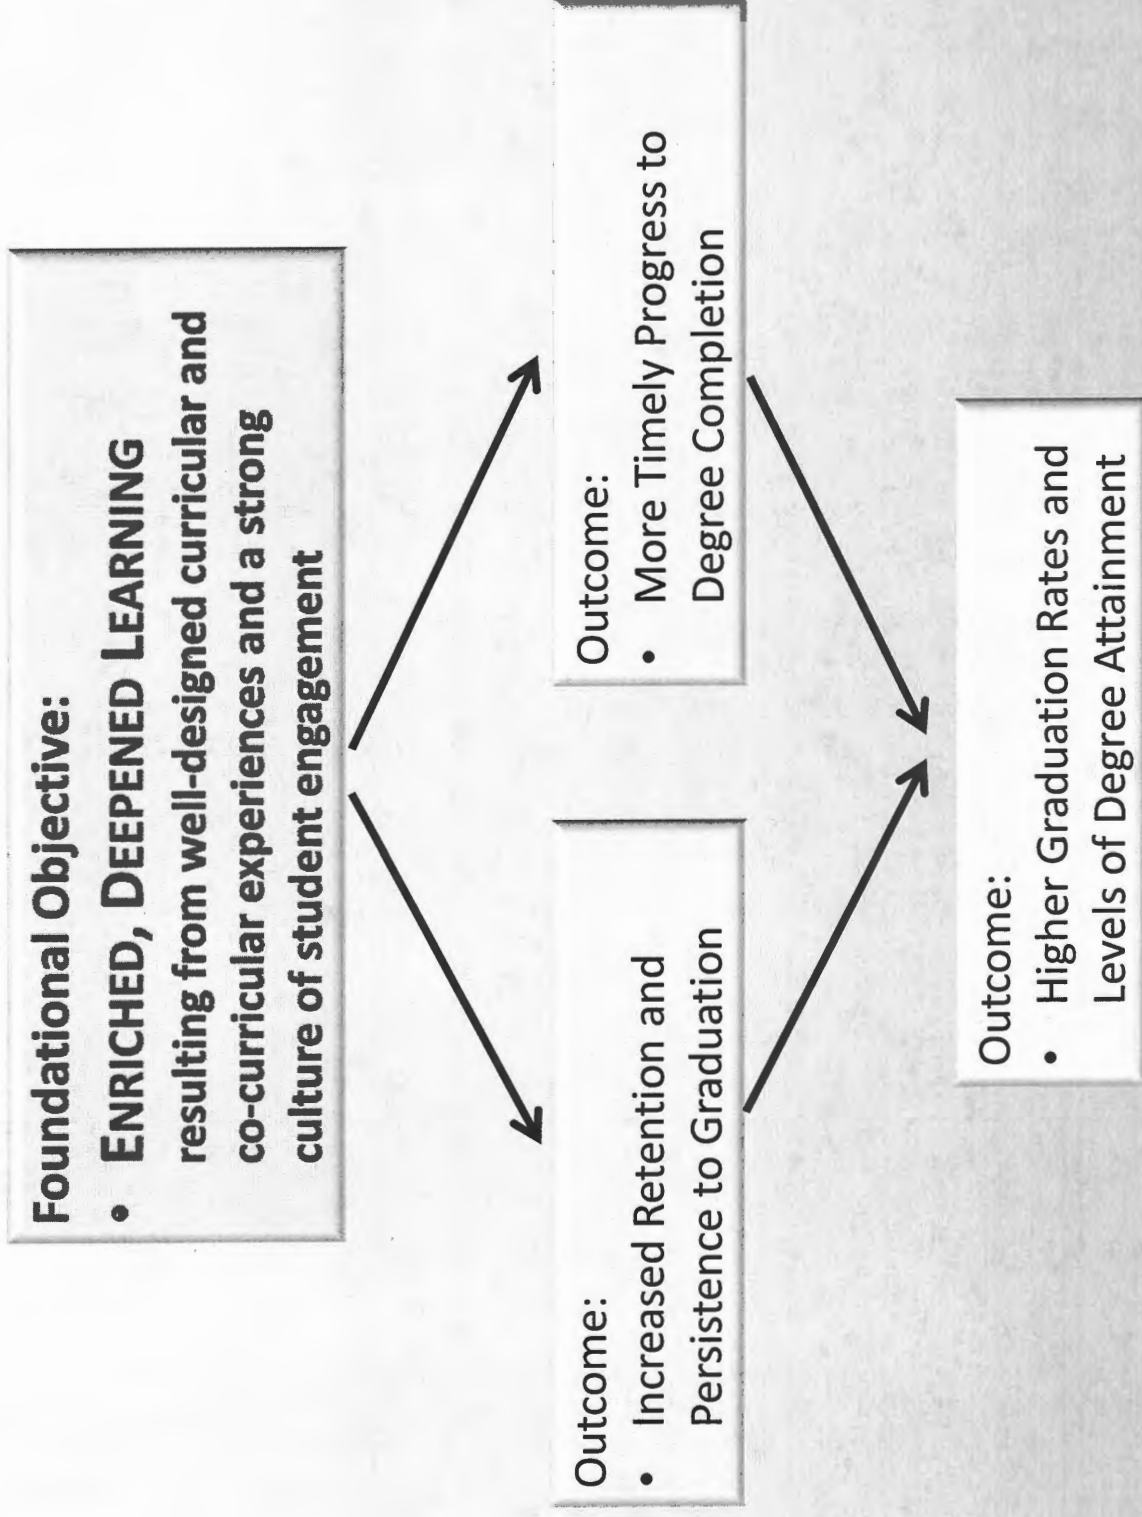 Foundational Objective:
• ENRICHED, DEEPENED LEARNING
resulting from well-designed curricular and
co-curricular experiences and a strong
culture of student engagement
Outcome:
• Increased Retention and
Persistence to Graduation
Outcome:
• More Timely Progress to
Degree Completion
Outcome:
• Higher Graduation Rates and
Levels of Degree Attainment